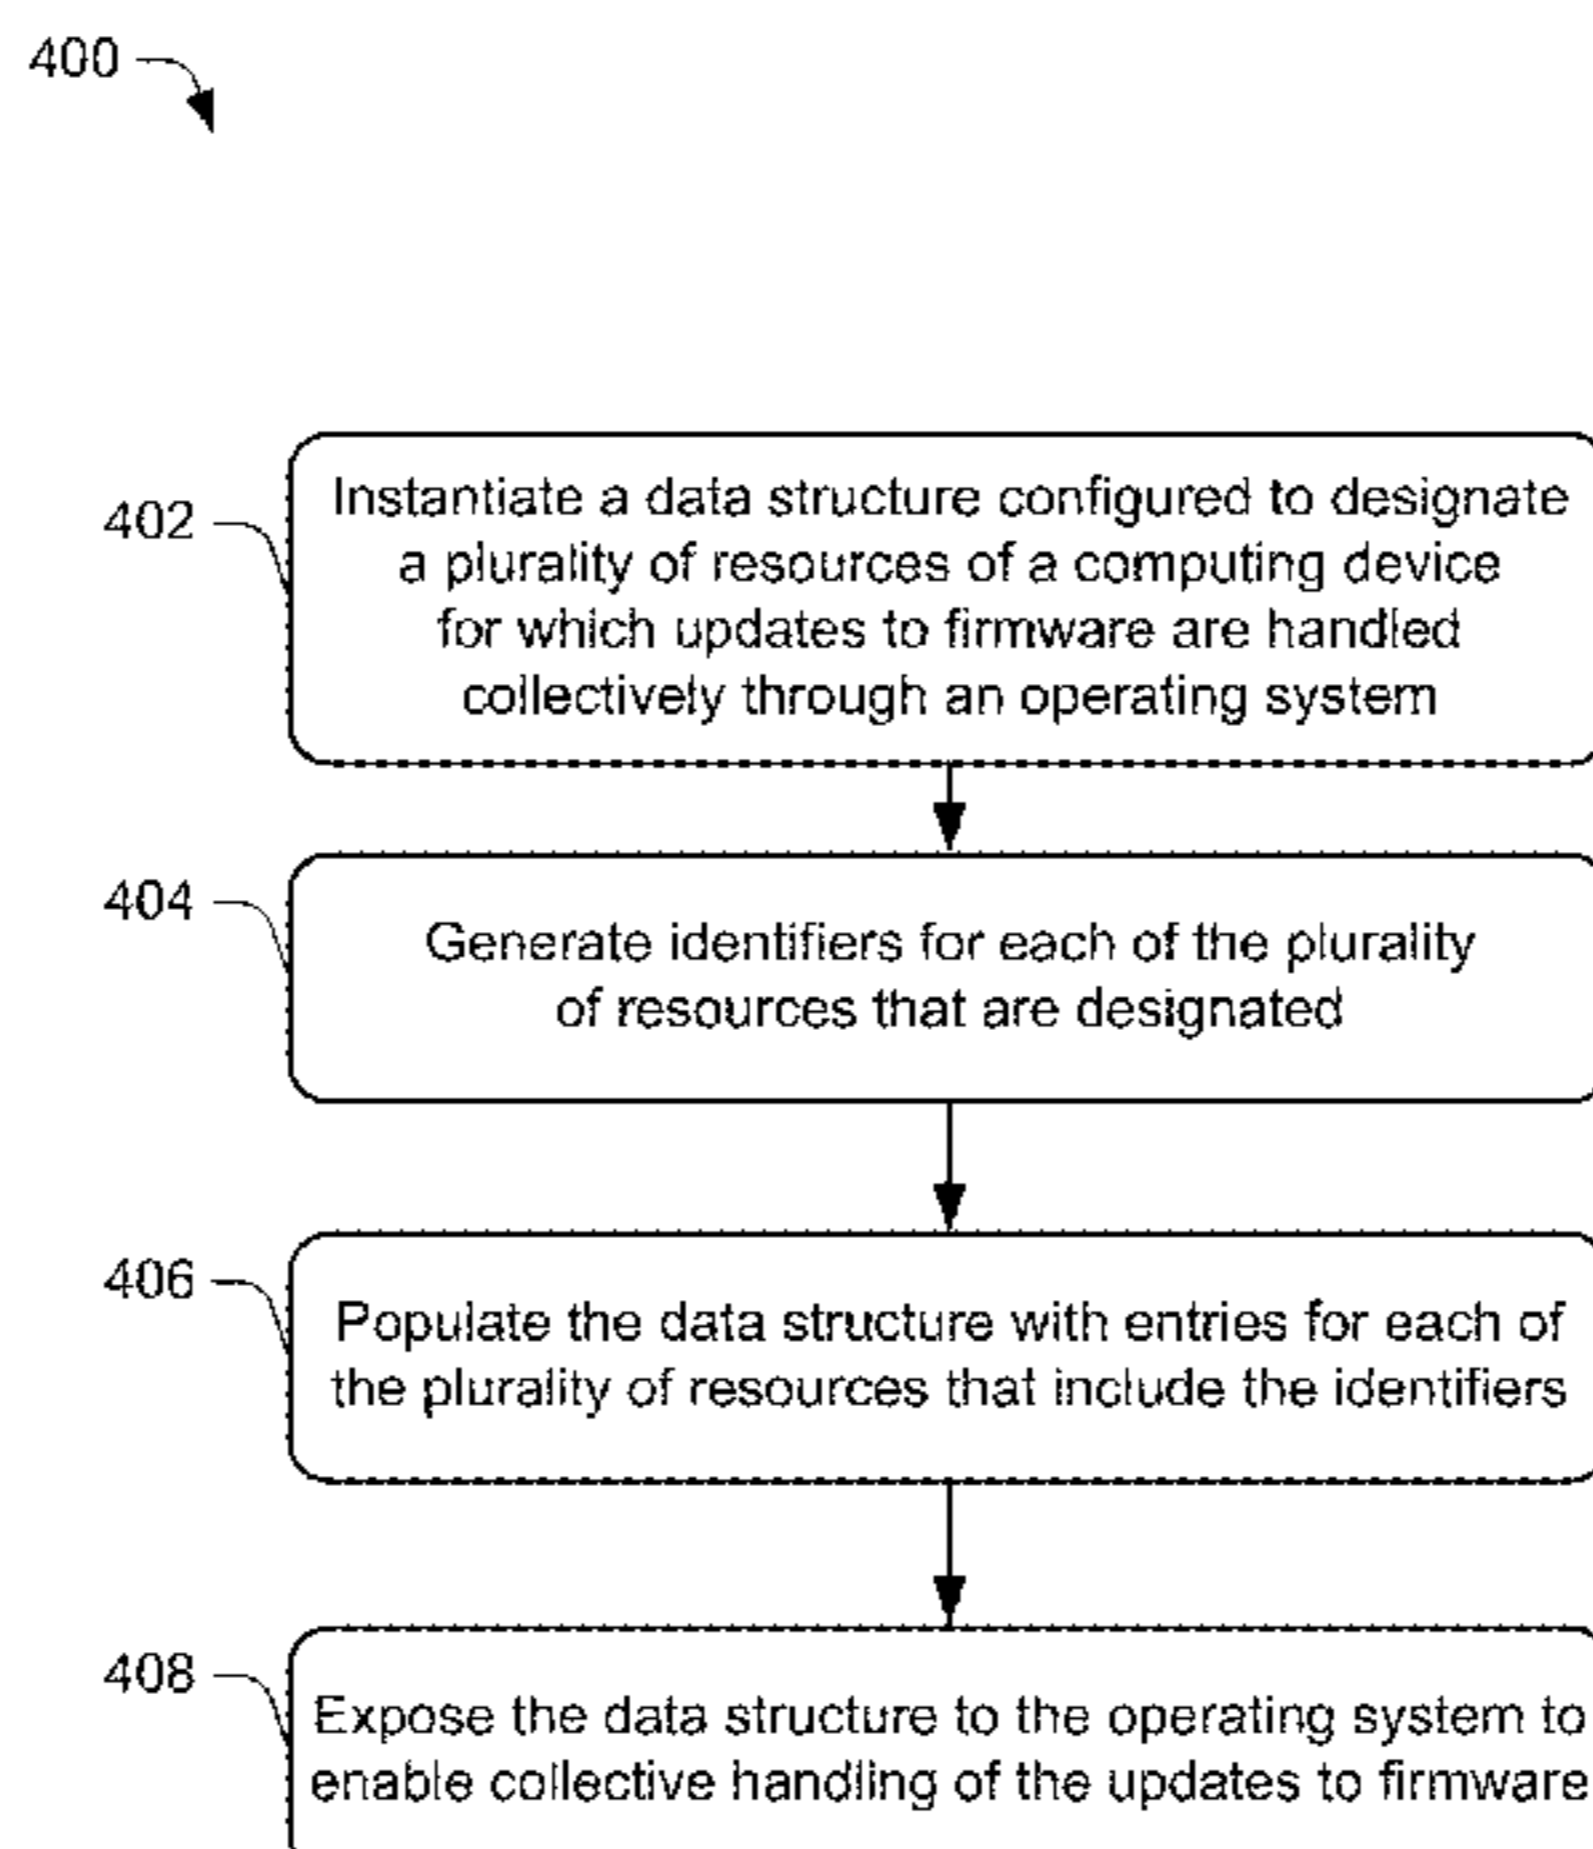 400
402
Instantiate a data structure configured to designate
a plurality of resources of a computing device
for which updates to firmware are handled
collectively through an operating system
404
Generate identifiers for each of the plurality
of resources that are designated
406
Populate the data structure with entries for each of
the plurality of resources that include the identifiers
408
Expose the data structure to the operating system to
enable collective handling of the updates to firmware